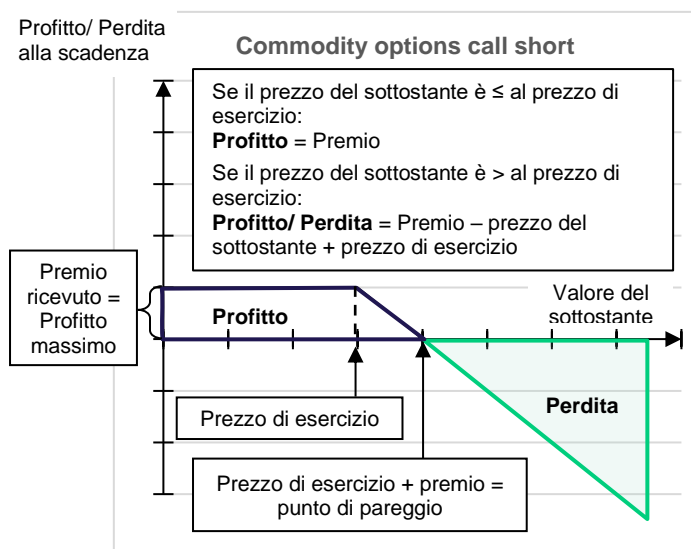 Profitto/ Perdita
alla scadenza
Commodity options call short
Se il prezzo del sottostante è ≤ al prezzo di
esercizio:
Profitto = Premio
Se il prezzo del sottostante è > al prezzo di
esercizio:
Profitto/ Perdita = Premio – prezzo del
sottostante + prezzo di esercizio
Premio
ricevuto =
Profitto
massimo
Profitto
Valore del
sottostante
Perdita
Prezzo di esercizio
Prezzo di esercizio + premio =
punto di pareggio